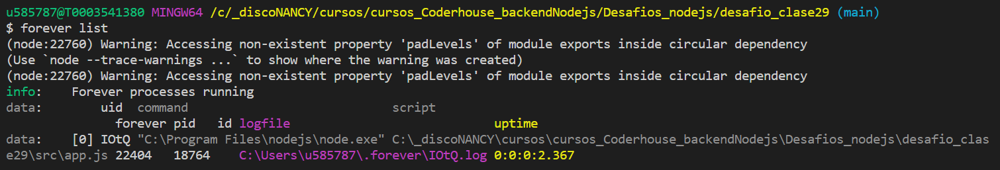 u585787@T0003541380 MINGW64 /c/_discoNANCY/cursos/cursos_Coderhouse_backendNodejs/Desafios_nodejs/desafio_clase29 (main)
$ forever list
(node:22760) Warning: Accessing non-existent property 'padLevels' of module exports inside circular dependency
(Use `node --trace-warnings ...` to show where the warning was created)
(node:22760) Warning: Accessing non-existent property 'padLevels' of module exports inside circular dependency
info:    Forever processes running
data:        uid  command                            script
               forever pid   id logfile                            uptime
data:    [0] IOtQ "C:\Program Files\nodejs\node.exe" C:\_discoNANCY\cursos\cursos_Coderhouse_backendNodejs\Desafios_nodejs\desafio_clas
e29\src\app.js 22404   18764    C:\Users\u585787\.forever\IOtQ.log 0:0:0:2.367